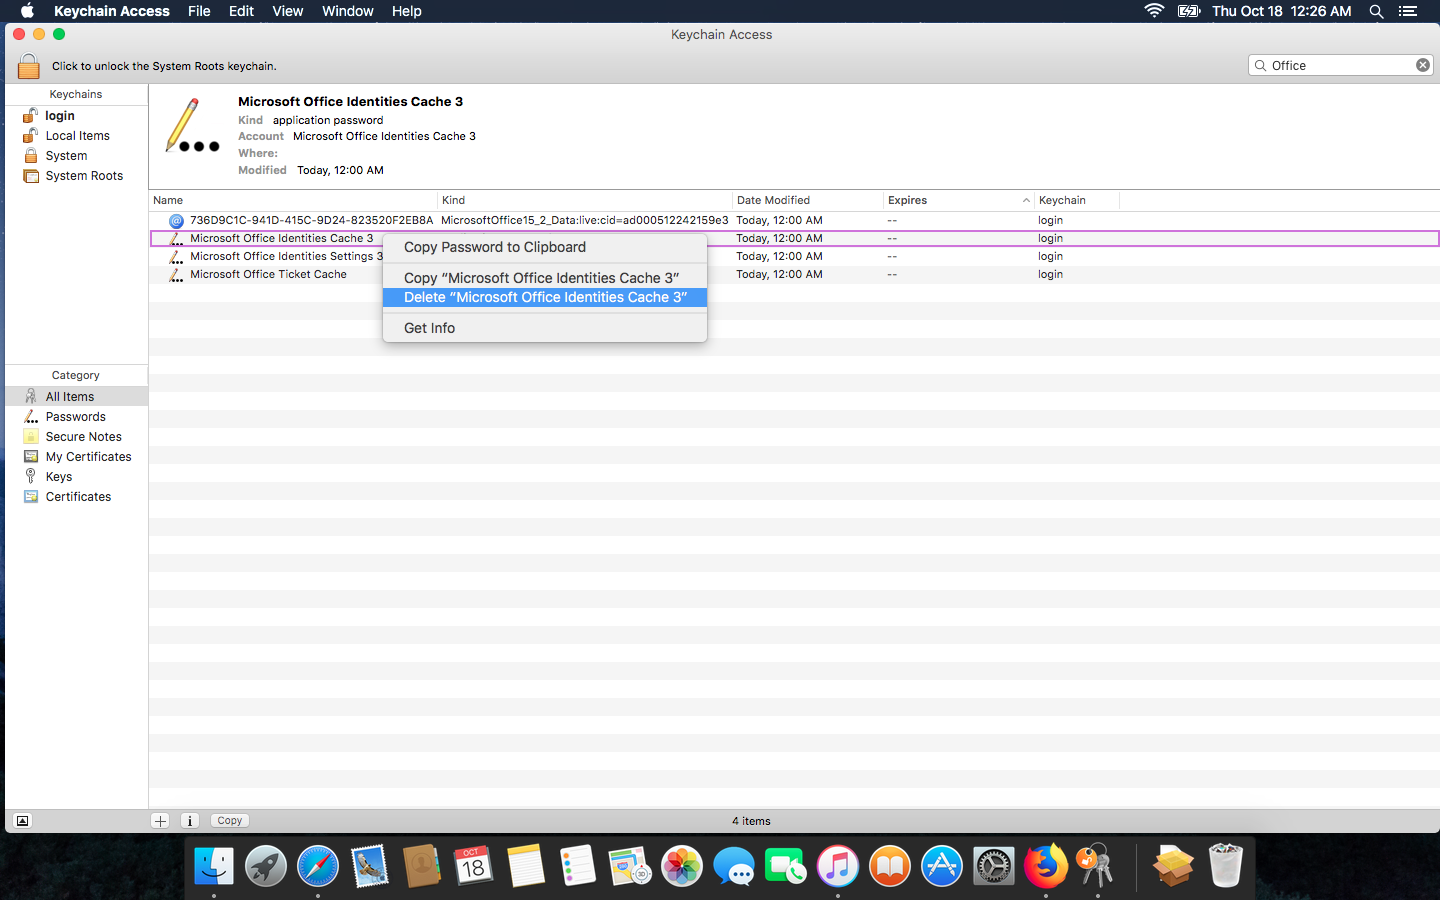 Keychain Access File Edit View Window Help Thu Oct 18 12:26 AM
Keychain Access
Click to unlock the System Roots keychain.
Office
Keychains
login
Local Items
System
System Roots
Microsoft Office Identities Cache 3
Kind application password
Account Microsoft Office Identities Cache 3
Where:
Modified Today, 12:00 AM
Name Kind Date Modified Expires Keychain
736D9C1C-941D-415C-9D24-823520F2EB8A MicrosoftOffice15_2_Data:live:cid=ad000512242159e3 Today, 12:00 AM -- login
Microsoft Office Identities Cache 3 Today, 12:00 AM -- login
Microsoft Office Identities Settings 3 Today, 12:00 AM -- login
Microsoft Office Ticket Cache Today, 12:00 AM -- login
Copy Password to Clipboard
Copy “Microsoft Office Identities Cache 3”
Delete “Microsoft Office Identities Cache 3”
Get Info
Category
All Items
Passwords
Secure Notes
My Certificates
Keys
Certificates
Copy
4 items
OCT
18